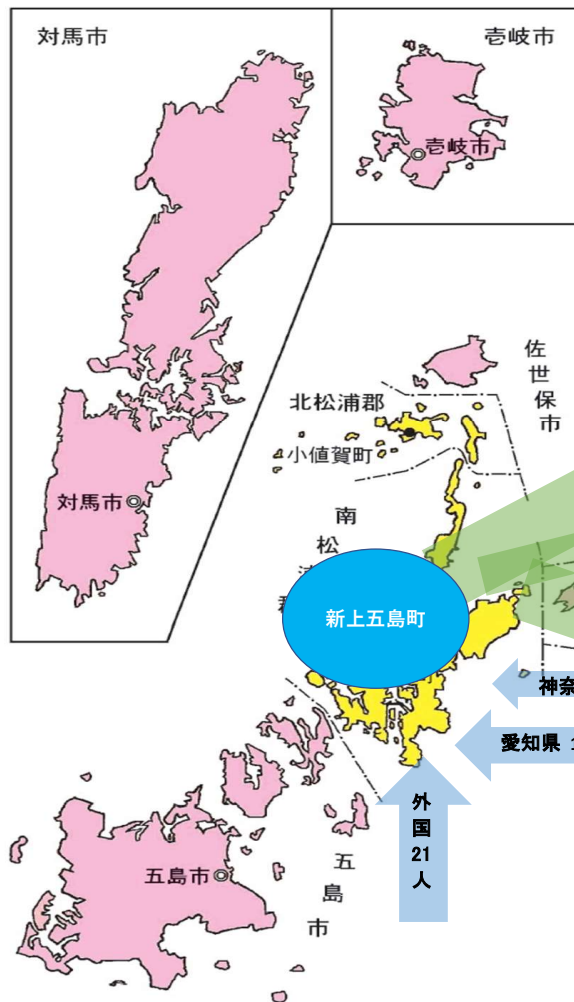 対馬市
壱岐市
壱岐市
佐世保市
北松浦郡
小値賀町
対馬市
南松浦郡
新上五島町
神奈
愛知県
外国
21
人
五島市
五島市